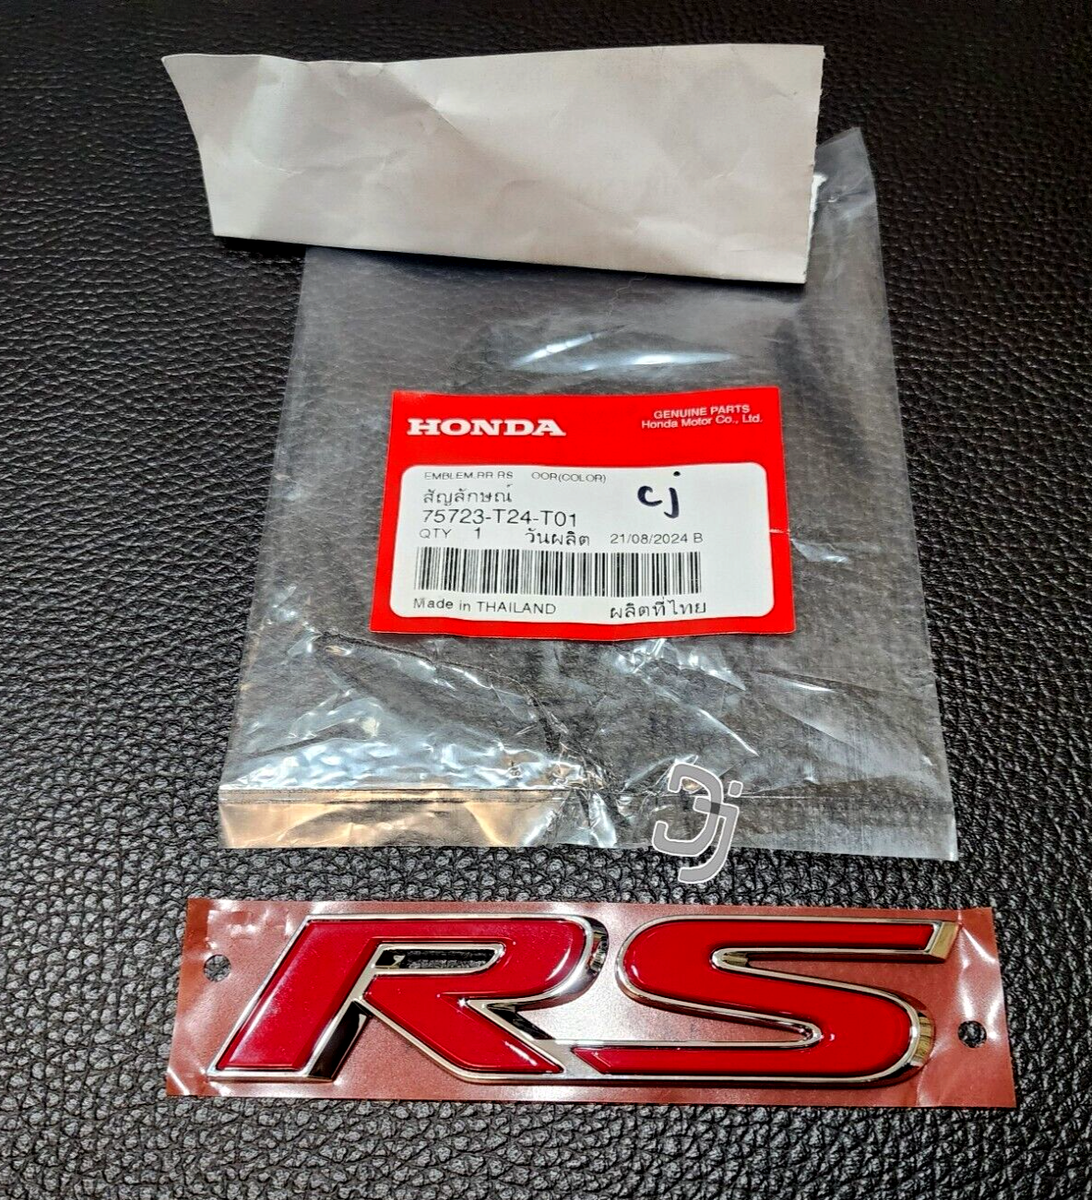 HONDA
GENUINE PARTS
Honda Motor Co., Ltd.
EMBLEM.RR.RS OOR(COLOR)
cj
สัญลักษณ์
75723-T24-T01
QTY 1 วันผลิต 21/08/2024 B
Made in THAILAND ผลิตที่ไทย
RS